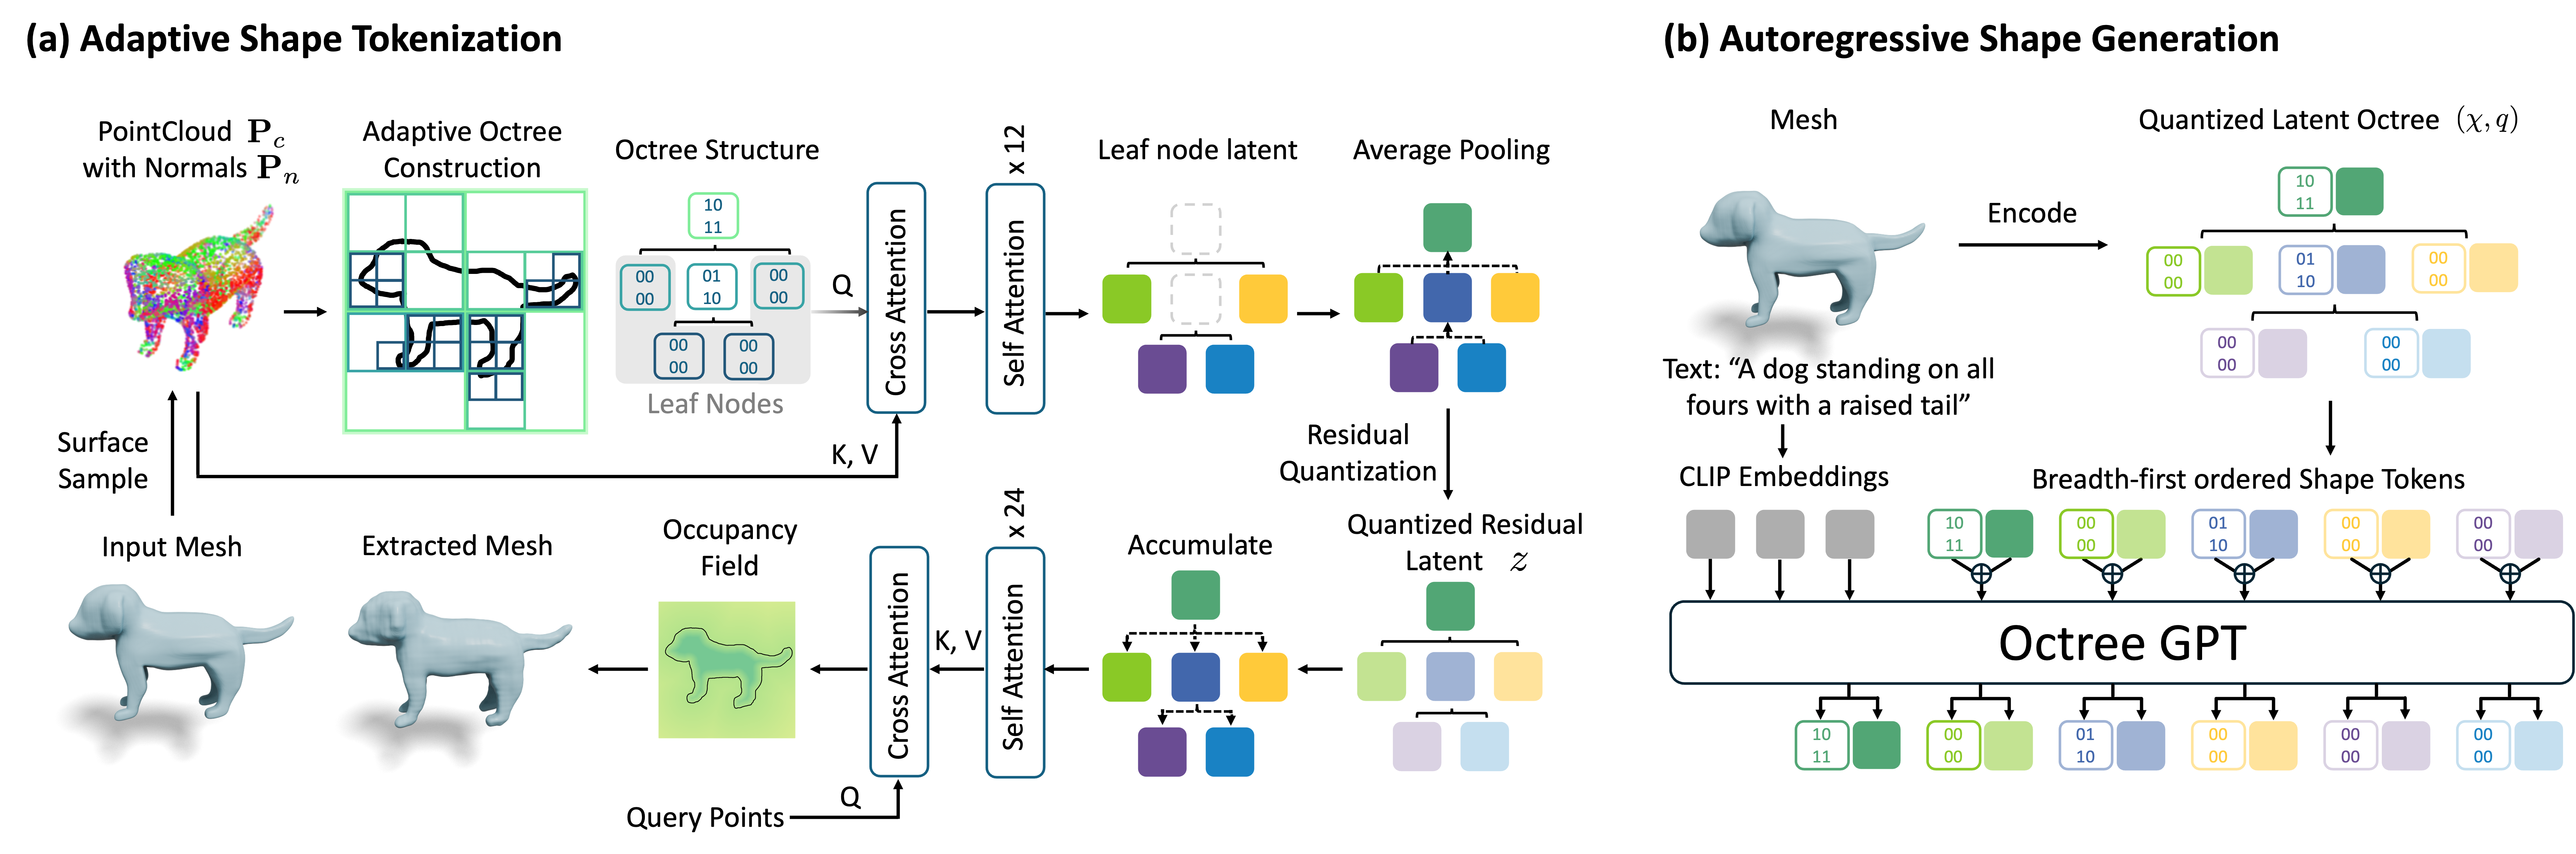 (a) Adaptive Shape Tokenization
PointCloud P_c
with Normals P_n
Adaptive Octree
Construction
Octree Structure
10
11
00
00
01
10
00
00
00
00
00
00
Leaf Nodes
Q
Cross Attention
K, V
Self Attention
x 12
Leaf node latent
Average Pooling
Residual
Quantization
Quantized Residual
Latent z
Accumulate
Self Attention
x 24
K, V
Cross Attention
Q
Query Points
Occupancy
Field
Extracted Mesh
Input Mesh
Surface
Sample
(b) Autoregressive Shape Generation
Mesh
Encode
Quantized Latent Octree (χ, q)
10
11
00
00
01
10
00
00
00
00
00
00
Text: “A dog standing on all
fours with a raised tail”
CLIP Embeddings
Breadth-first ordered Shape Tokens
10
11
00
00
01
10
00
00
00
00
Octree GPT
10
11
00
00
01
10
00
00
00
00
00
00